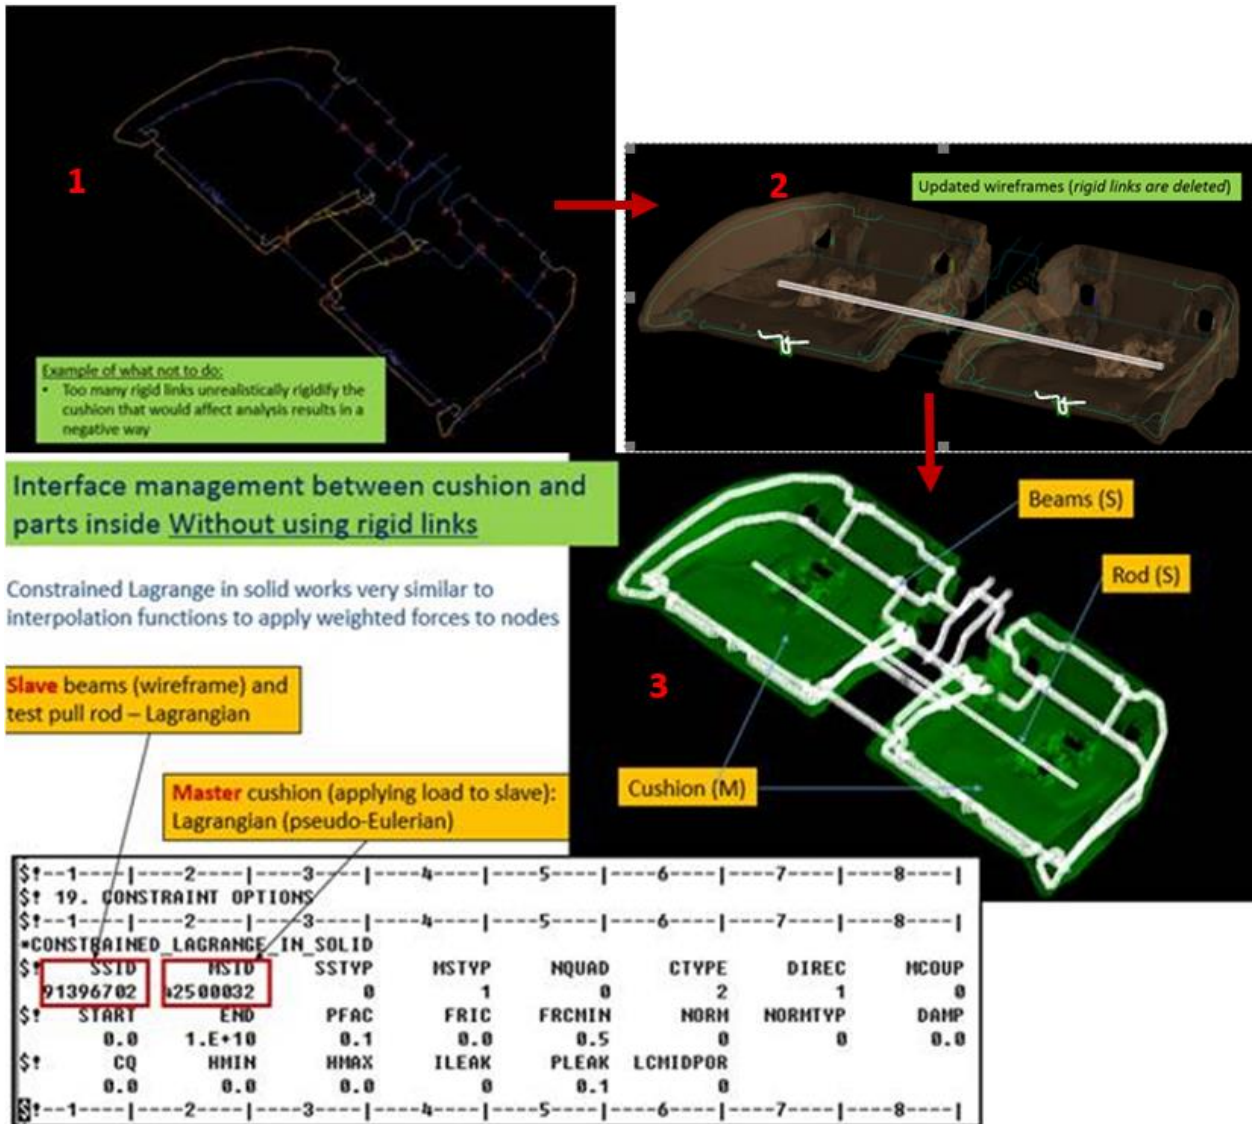 1
2
Updated wireframes (rigid links are deleted)
Example of what not to do:
• Too many rigid links unrealistically rigidify the
cushion that would affect analysis results in a
negative way
Interface management between cushion and
parts inside Without using rigid links
Constrained Lagrange in solid works very similar to
interpolation functions to apply weighted forces to nodes
Slave beams (wireframe) and
test pull rod – Lagrangian
Master cushion (applying load to slave):
Lagrangian (pseudo-Eulerian)
3
Beams (S)
Rod (S)
Cushion (M)
$!--1----|----2----|----3----|----4----|----5----|----6----|----7----|----8----|
$! 19. CONSTRAINT OPTIONS
$!--1----|----2----|----3----|----4----|----5----|----6----|----7----|----8----|
*CONSTRAINED_LAGRANGE_IN_SOLID
$! SSID MSID SSTYP MSTYP NQUAD CTYPE DIREC MCOUP
91396702 42500032 0 1 0 2 1 0
$! START END PFAC FRIC FRCMIN NORM NORMTYP DAMP
0.0 1.E+10 0.1 0.0 0.5 0 0 0.0
$! CQ HMIN HMAX ILEAK PLEAK LCMIDPOR
0.0 0.0 0.0 0 0.1 0
$!--1----|----2----|----3----|----4----|----5----|----6----|----7----|----8----|